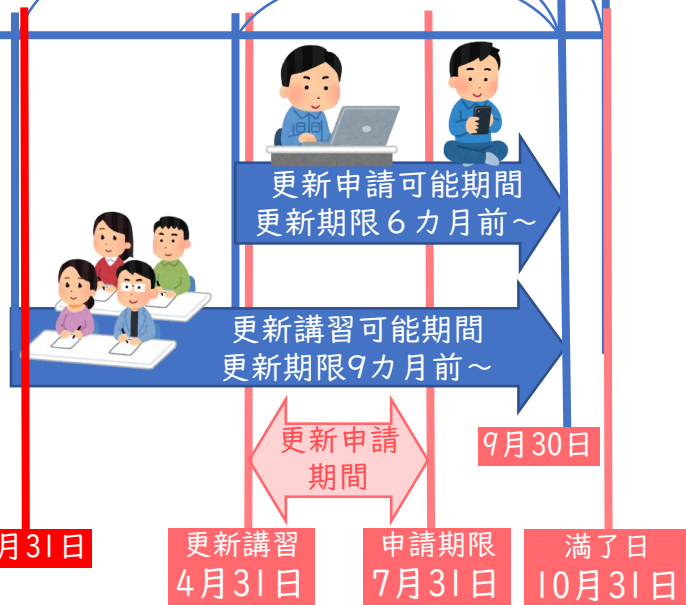 更新申請可能期間
更新期限6カ月前～
更新講習可能期間
更新期限9カ月前～
更新申請
期間
9月30日
月31日
更新講習
4月31日
申請期限
7月31日
満了日
10月31日